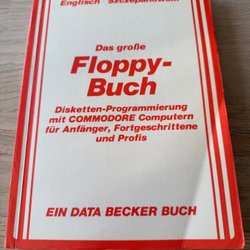 Englisch Szczepanowski
Das große
Floppy-
Buch
Disketten-Programmierung
mit COMMODORE Computern
für Anfänger, Fortgeschrittene
und Profis
EIN DATA BECKER BUCH